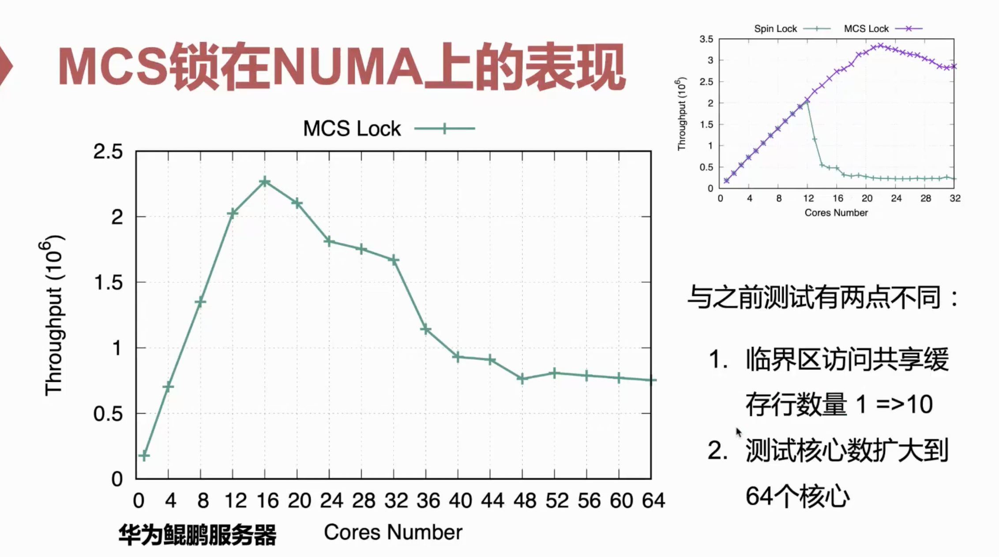 MCS锁在NUMA上的表现
MCS Lock
2.5
2
1.5
1
0.5
0
Throughput (10⁶)
0 4 8 12 16 20 24 28 32 36 40 44 48 52 56 60 64
Cores Number
华为鲲鹏服务器
Spin Lock MCS Lock
3.5
3
2.5
2
1.5
1
0.5
0
Throughput (10⁶)
0 4 8 12 16 20 24 28 32
Cores Number
与之前测试有两点不同：
1. 临界区访问共享缓
存行数量 1 =>10
2. 测试核心数扩大到
64个核心